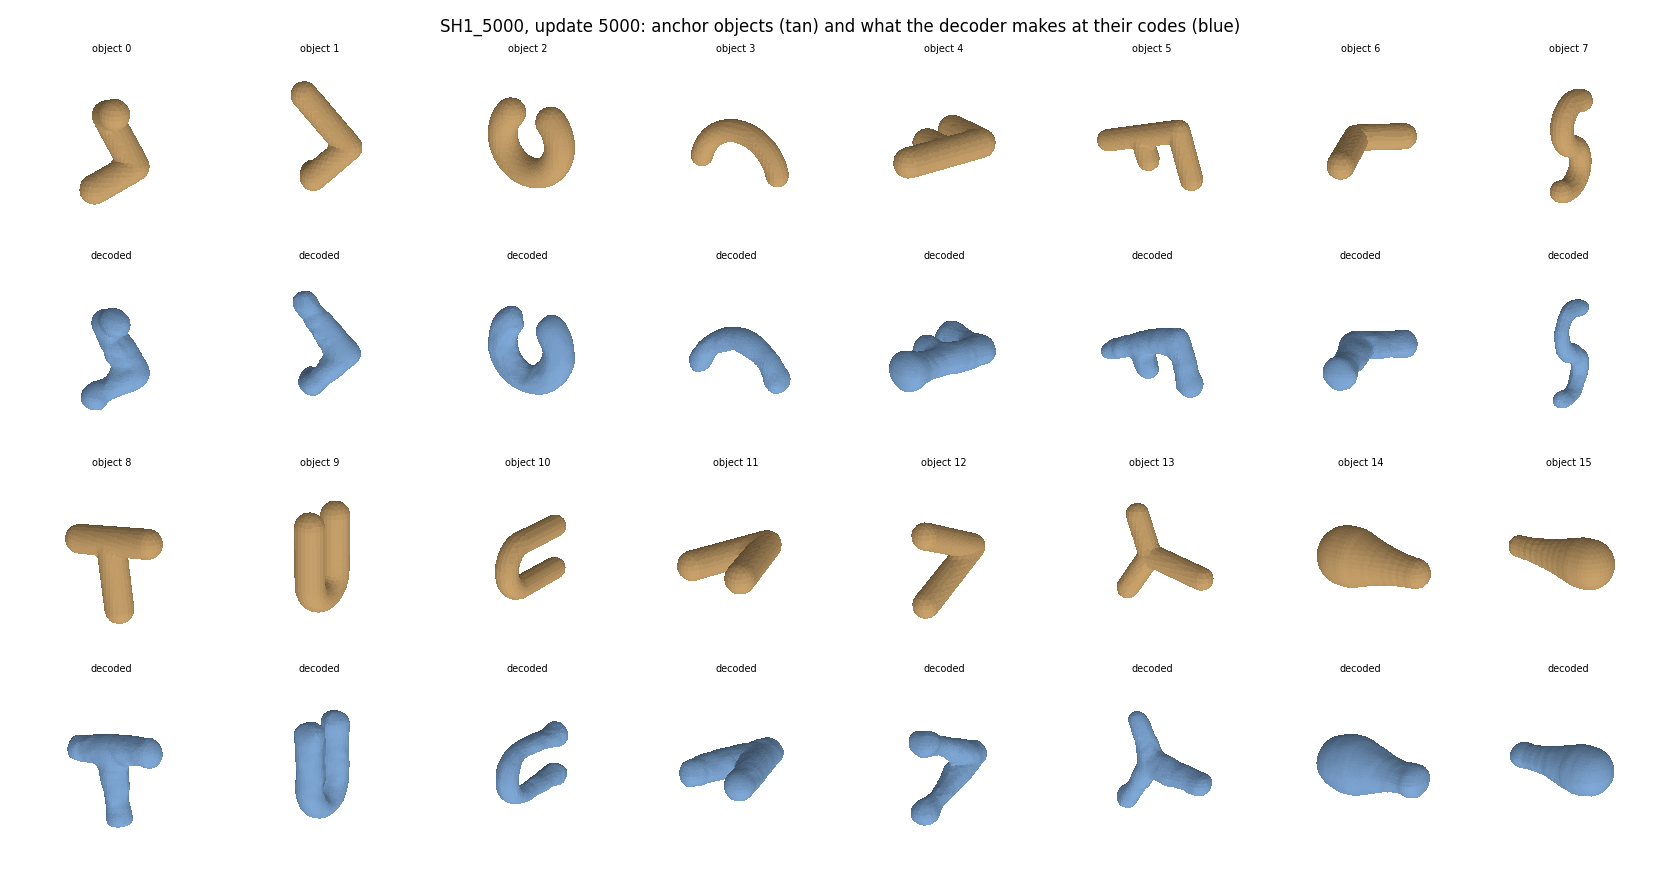 SH1_5000, update 5000: anchor objects (tan) and what the decoder makes at their codes (blue)
object 0 object 1 object 2 object 3 object 4 object 5 object 6 object 7
decoded decoded decoded decoded decoded decoded decoded decoded
object 8 object 9 object 10 object 11 object 12 object 13 object 14 object 15
decoded decoded decoded decoded decoded decoded decoded decoded